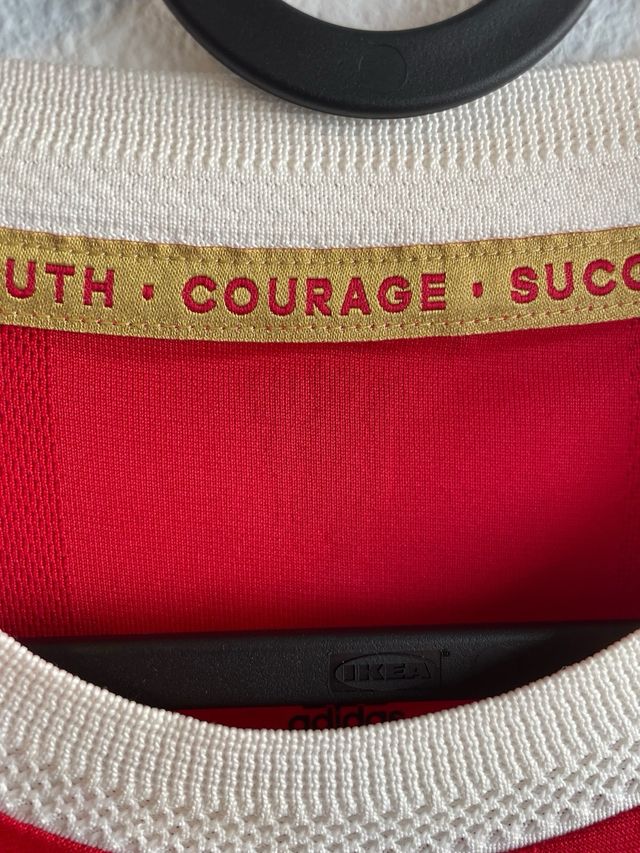 UTH · COURAGE · SUCC
IKEA
adidas